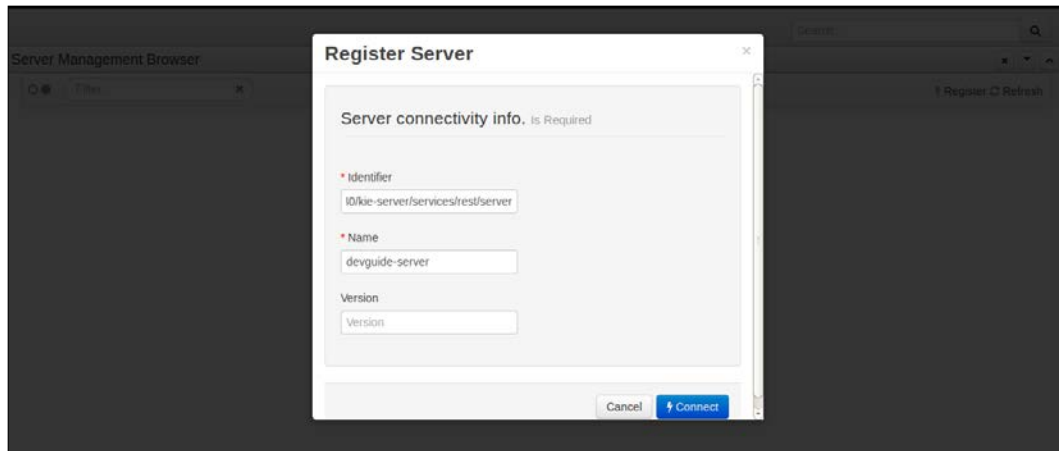 Search...
Server Management Browser
Filter...
Register Refresh
Register Server
×
Server connectivity info. Is Required
* Identifier
l0/kie-server/services/rest/server
* Name
devguide-server
Version
Version
Cancel
Connect